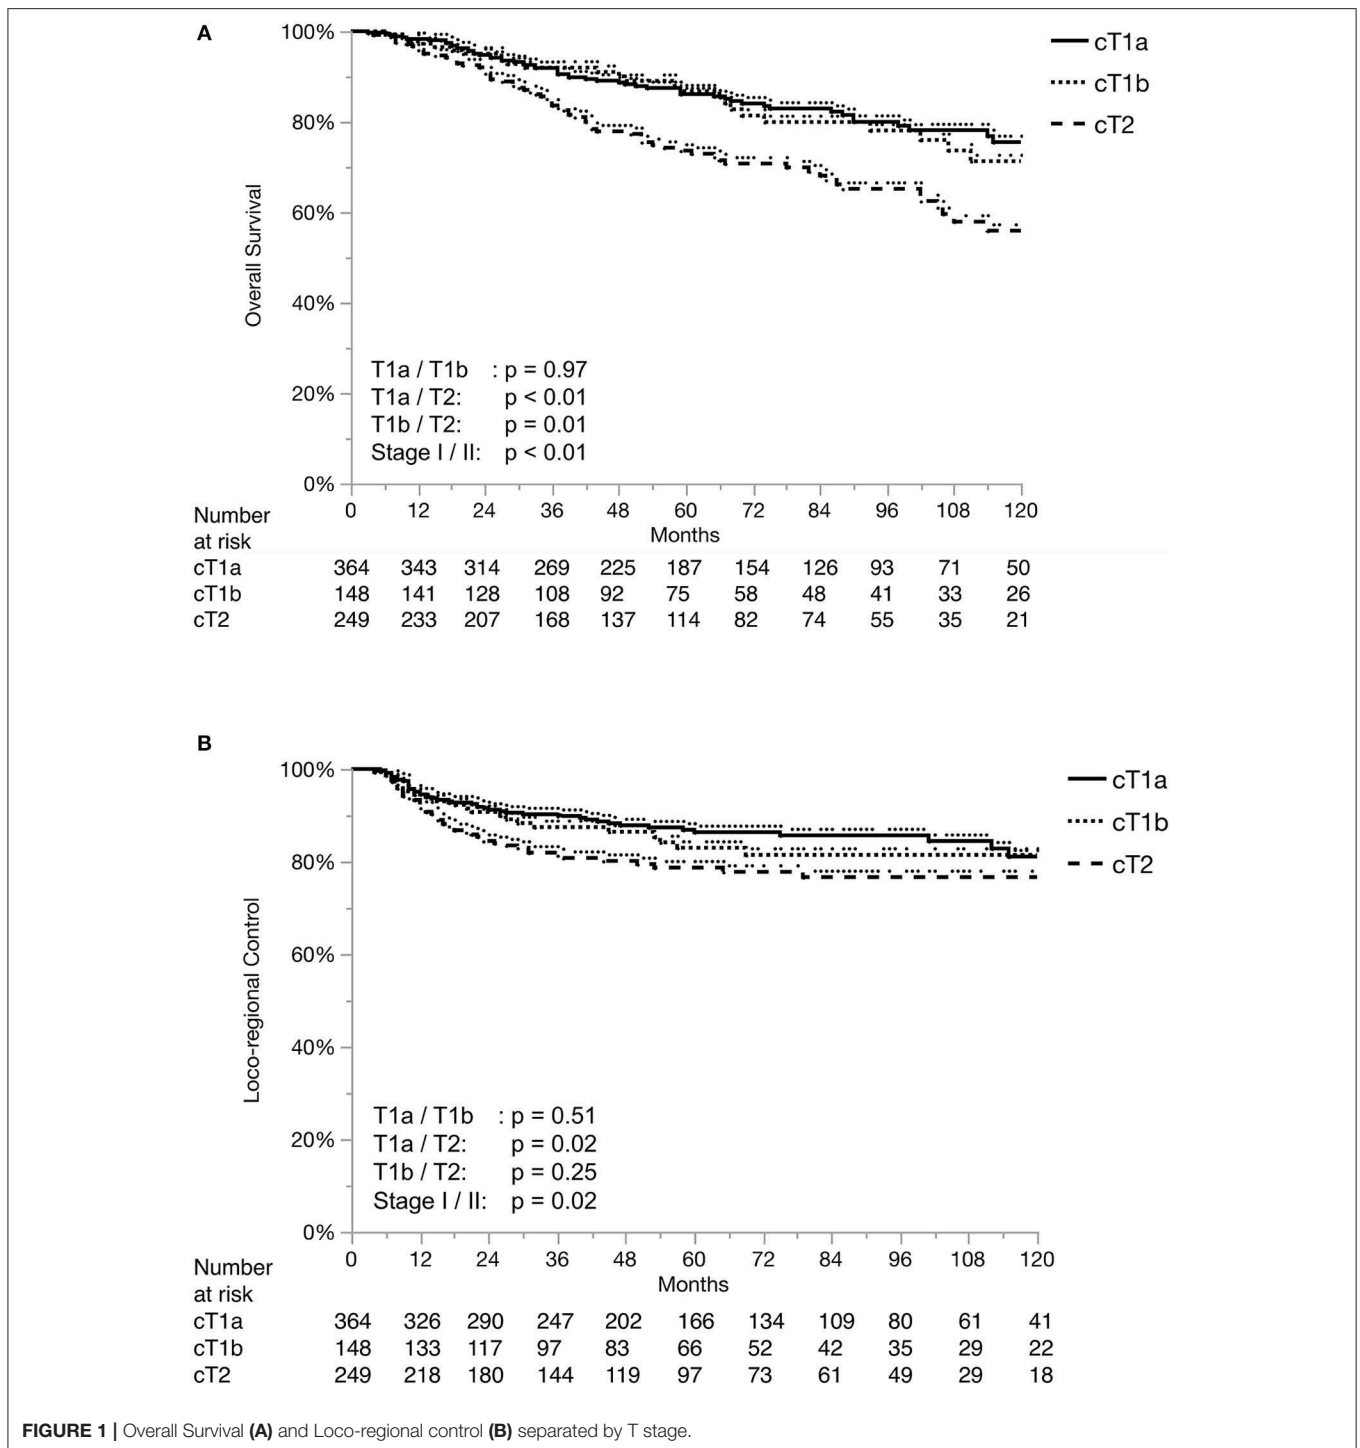 A
100%
80%
60%
40%
20%
0%
Overall Survival
cT1a
cT1b
cT2
T1a / T1b : p = 0.97
T1a / T2: p < 0.01
T1b / T2: p = 0.01
Stage I / II: p < 0.01
0 12 24 36 48 60 72 84 96 108 120
Months
Number
at risk
cT1a 364 343 314 269 225 187 154 126 93 71 50
cT1b 148 141 128 108 92 75 58 48 41 33 26
cT2 249 233 207 168 137 114 82 74 55 35 21
B
100%
80%
60%
40%
20%
0%
Loco-regional Control
cT1a
cT1b
cT2
T1a / T1b : p = 0.51
T1a / T2: p = 0.02
T1b / T2: p = 0.25
Stage I / II: p = 0.02
0 12 24 36 48 60 72 84 96 108 120
Months
Number
at risk
cT1a 364 326 290 247 202 166 134 109 80 61 41
cT1b 148 133 117 97 83 66 52 42 35 29 22
cT2 249 218 180 144 119 97 73 61 49 29 18
FIGURE 1 | Overall Survival (A) and Loco-regional control (B) separated by T stage.